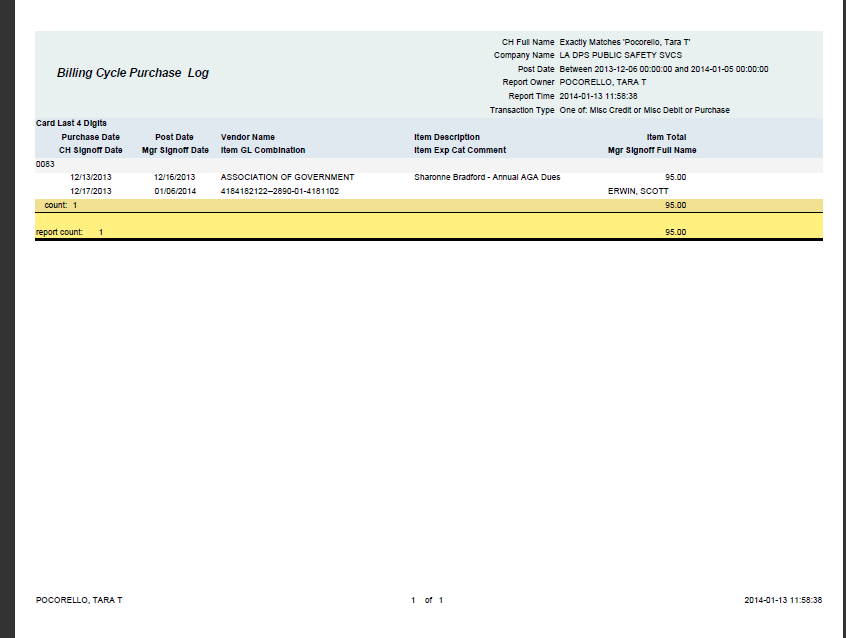 Billing Cycle Purchase Log
CH Full Name Exactly Matches 'Pocorello, Tara T'
Company Name LA DPS PUBLIC SAFETY SVCS
Post Date Between 2013-12-06 00:00:00 and 2014-01-05 00:00:00
Report Owner POCORELLO, TARA T
Report Time 2014-01-13 11:58:38
Transaction Type One of: Misc Credit or Misc Debit or Purchase
Card Last 4 Digits
Purchase Date Post Date Vendor Name Item Description Item Total
CH Signoff Date Mgr Signoff Date Item GL Combination Item Exp Cat Comment Mgr Signoff Full Name
0083
12/13/2013 12/16/2013 ASSOCIATION OF GOVERNMENT Sharonne Bradford - Annual AGA Dues 95.00
12/17/2013 01/06/2014 4184182122--2890-01-4181102 ERWIN, SCOTT
count: 1 95.00
report count: 1 95.00
POCORELLO, TARA T 1 of 1 2014-01-13 11:58:38